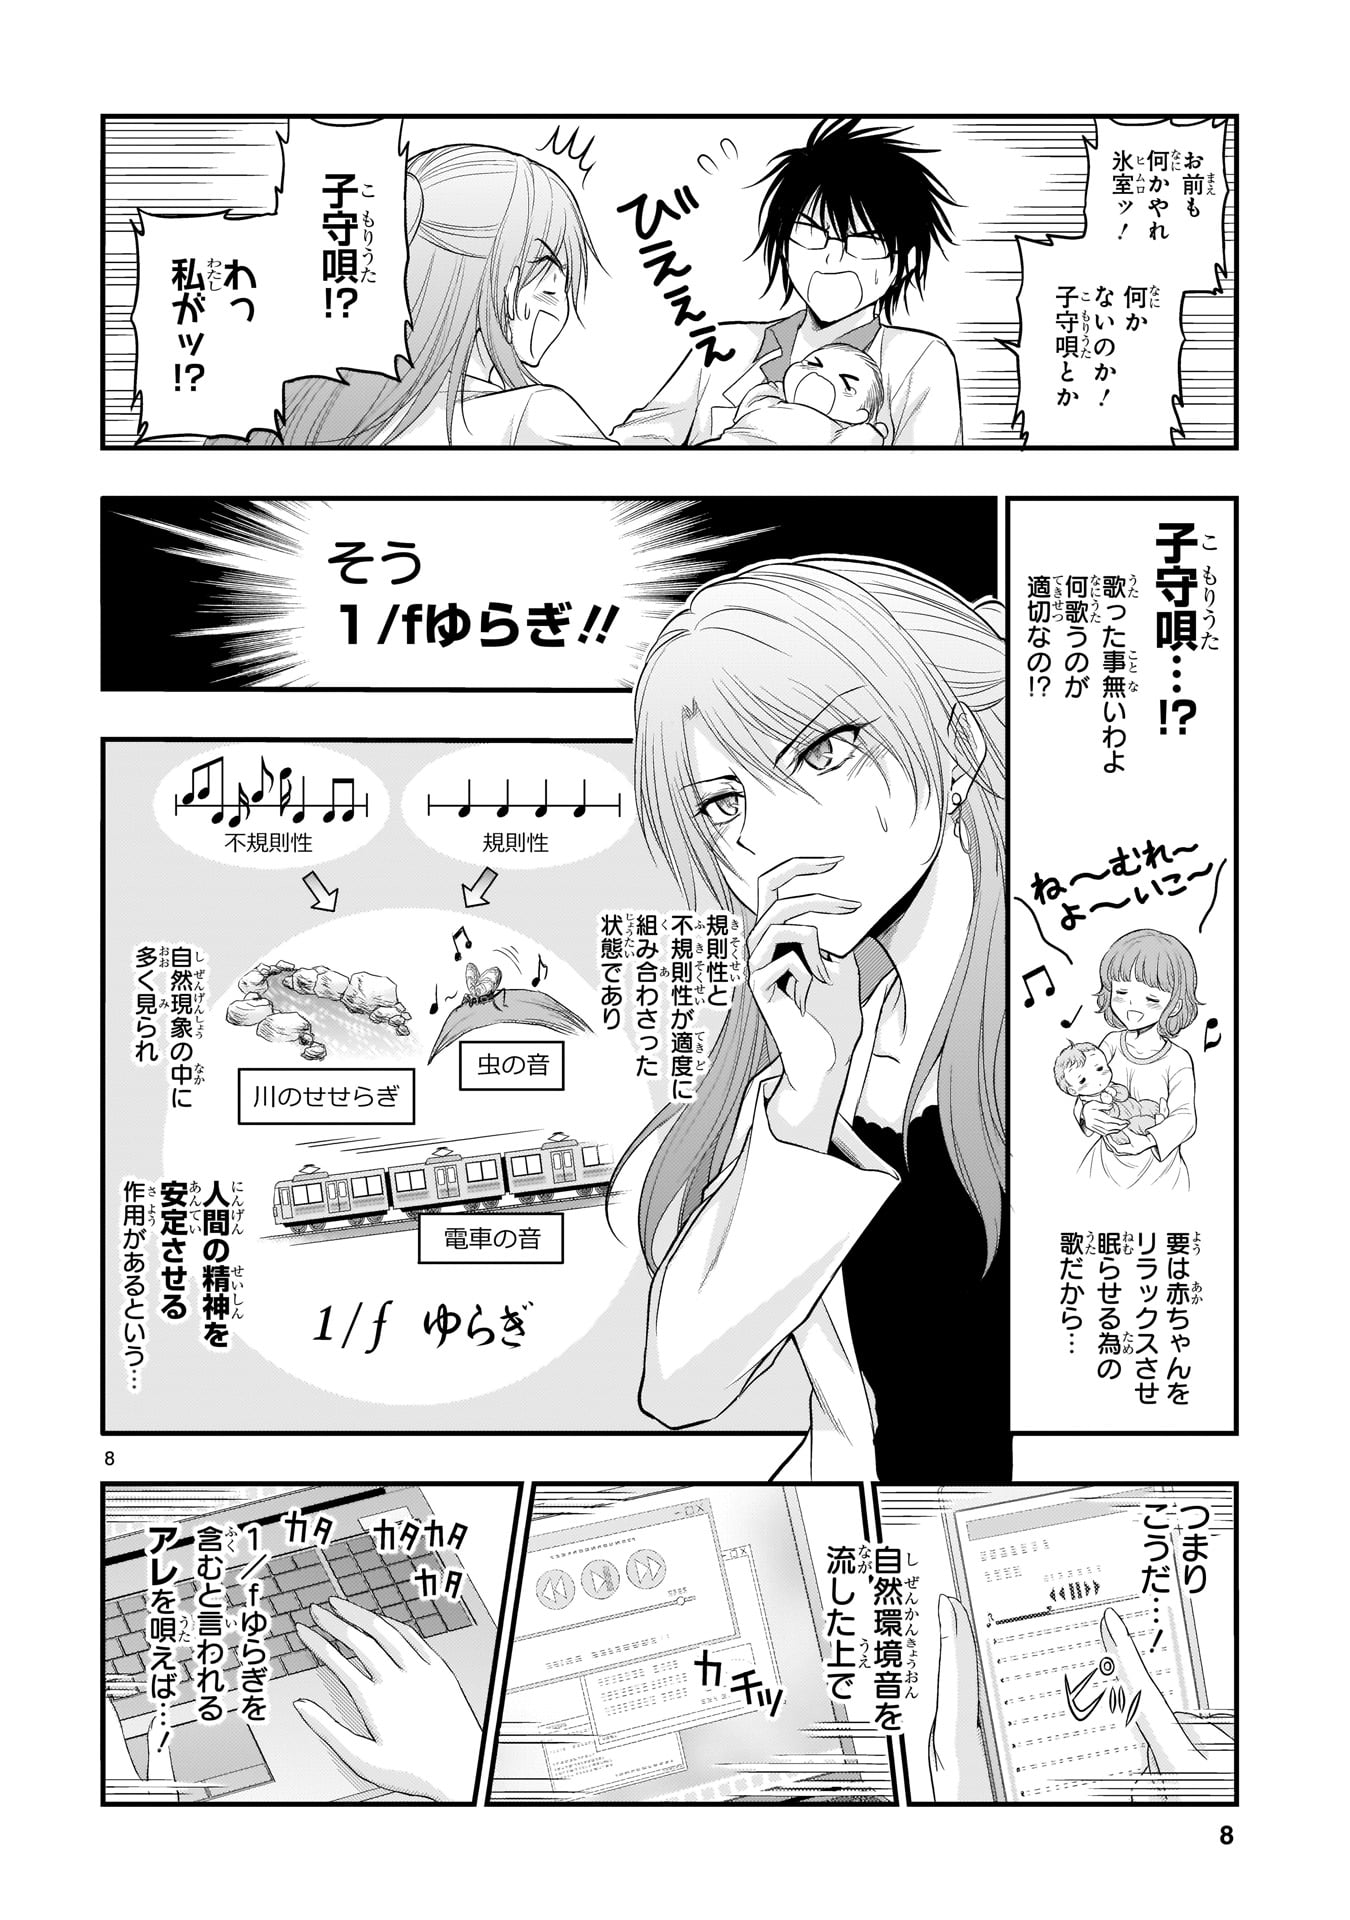 お前も
何かやれ
氷室ッ！
何か
ないのか！
子守唄とか
びええええ
子守唄!?
わっ
私がッ!?
子守唄…!?
歌った事無いわよ
何歌うのが
適切なの!?
ね〜むれ〜
よ〜いこ〜
要は赤ちゃんを
リラックスさせ
眠らせる為の
歌だから…
そう
1/fゆらぎ!!
規則性と
不規則性が適度に
組み合わさった
状態であり
規則性
不規則性
自然現象の中に
多く見られ
虫の音
川のせせらぎ
電車の音
1/f ゆらぎ
人間の精神を
安定させる
作用があるという…
8
つまり
こうだ…！
ピ
自然環境音を
流した上で
カチッ
カタ
カタ
カタ
カタ
1/fゆらぎを
含むと言われる
アレを唄えば…！
8